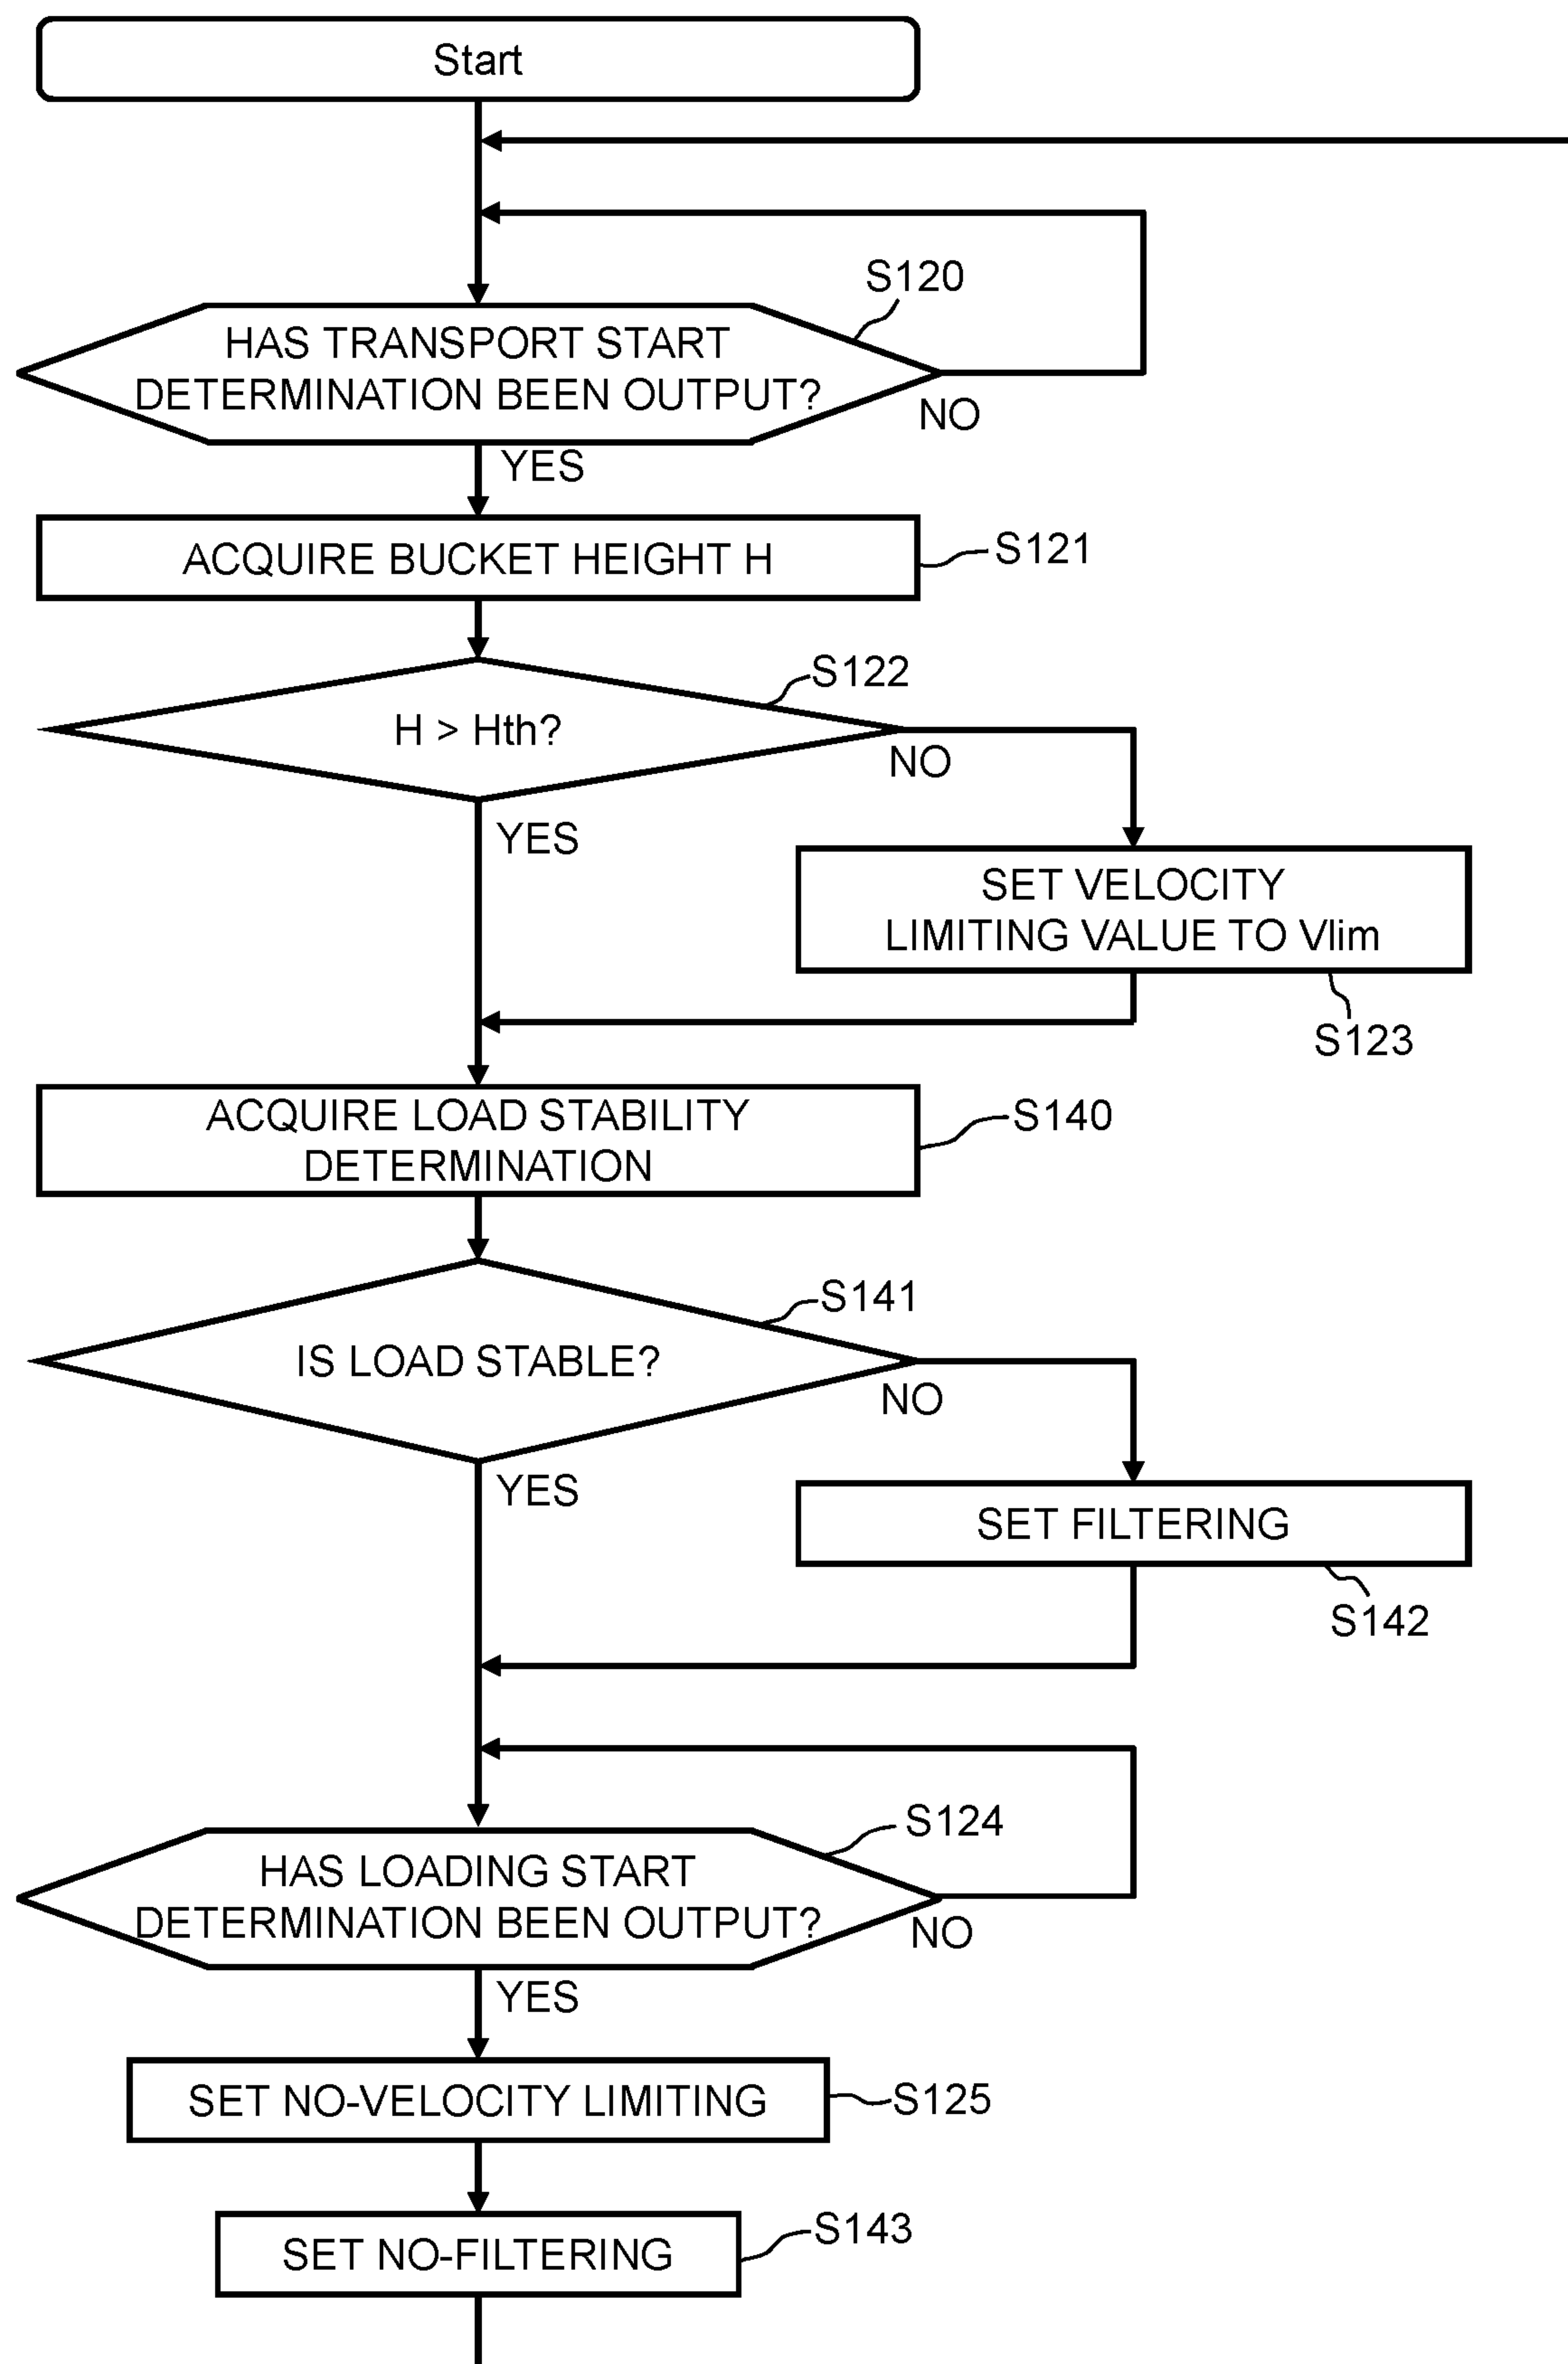 Start
S120
HAS TRANSPORT START
DETERMINATION BEEN OUTPUT?
NO
YES
ACQUIRE BUCKET HEIGHT H
S121
S122
H > Hth?
NO
YES
SET VELOCITY
LIMITING VALUE TO Vlim
S123
ACQUIRE LOAD STABILITY
DETERMINATION
S140
S141
IS LOAD STABLE?
NO
YES
SET FILTERING
S142
S124
HAS LOADING START
DETERMINATION BEEN OUTPUT?
NO
YES
SET NO-VELOCITY LIMITING
S125
SET NO-FILTERING
S143